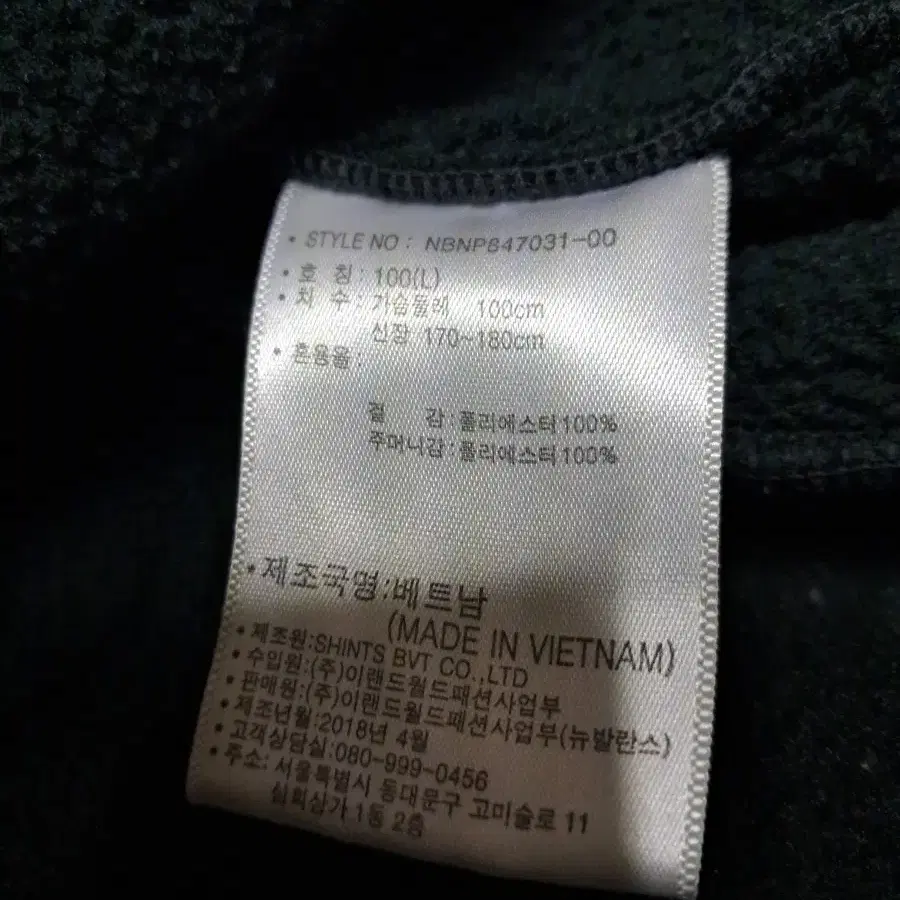 • STYLE NO : NBNP847031-00
• 호 칭 : 100(L)
• 치 수 : 가슴둘레 100cm
신장 170~180cm
• 혼용율 :
겉 감 : 폴리에스터100%
주머니감 : 폴리에스터100%
• 제조국명:베트남
(MADE IN VIETNAM)
• 제조원:SHINTS BVT CO.,LTD
• 수입원:(주)이랜드월드패션사업부
• 판매원:(주)이랜드월드패션사업부(뉴발란스)
• 제조년월:2018년 4월
• 고객상담실:080-999-0456
• 주소: 서울특별시 동대문구 고미술로 11
심희상가 1동 2층